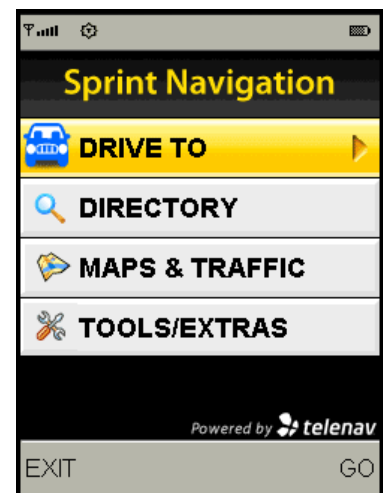 Sprint Navigation
DRIVE TO
DIRECTORY
MAPS & TRAFFIC
TOOLS/EXTRAS
Powered by telenav
EXIT GO